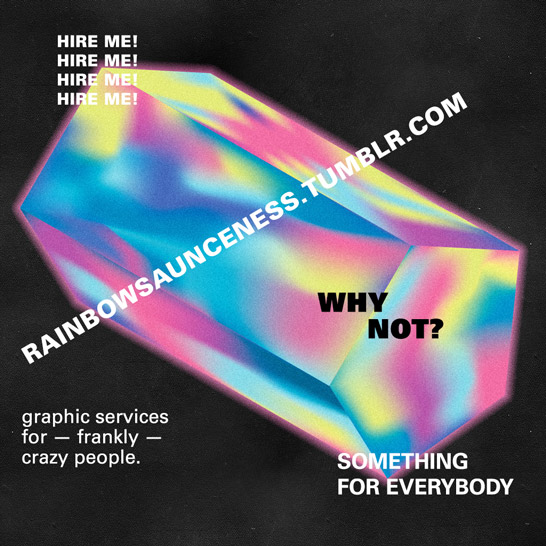 HIRE ME!
HIRE ME!
HIRE ME!
HIRE ME!
RAINBOWSAUNCENESS.TUMBLR.COM
WHY
NOT?
graphic services
for — frankly —
crazy people.
SOMETHING
FOR EVERYBODY